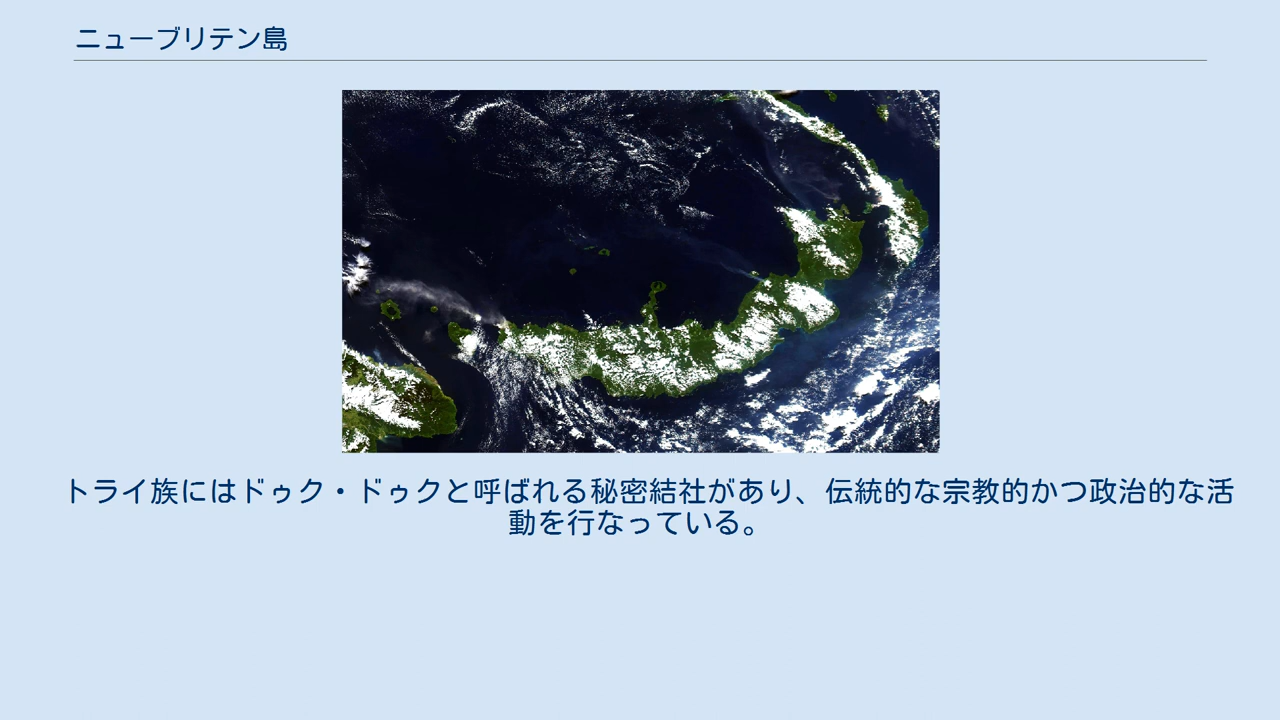 ニューブリテン島
トライ族にはドゥク・ドゥクと呼ばれる秘密結社があり、伝統的な宗教的かつ政治的な活
動を行なっている。